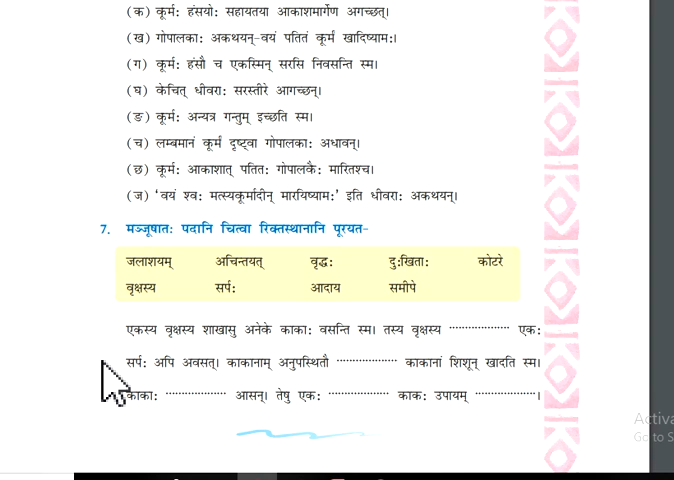 (क) कूर्म: हंसयो: सहायतया आकाशमार्गेण अगच्छत्।
(ख) गोपालका: अकथयन्-वयं पतितं कूर्मं खादिष्याम:।
(ग) कूर्म: हंसौ च एकस्मिन् सरसि निवसन्ति स्म।
(घ) केचित् धीवरा: सरस्तीरे आगच्छन्।
(ङ) कूर्म: अन्यत्र गन्तुम् इच्छति स्म।
(च) लम्बमानं कूर्मं दृष्ट्वा गोपालका: अधावन्।
(छ) कूर्म: आकाशात् पतित: गोपालकै: मारितश्च।
(ज) 'वयं श्व: मत्स्यकूर्मादीन् मारयिष्याम:' इति धीवरा: अकथयन्।
7. मञ्जूषात: पदानि चित्वा रिक्तस्थानानि पूरयत-
जलाशयम् अचिन्तयत् वृद्ध: दु:खिता: कोटरे
वृक्षस्य सर्प: आदाय समीपे
एकस्य वृक्षस्य शाखासु अनेके काका: वसन्ति स्म। तस्य वृक्षस्य .................... एक:
सर्प: अपि अवसत्। काकानाम् अनुपस्थितौ .................... काकानां शिशून् खादति स्म।
काका: .................... आसन्। तेषु एक: .................... काक: उपायम् ....................।
Activa
Go to S